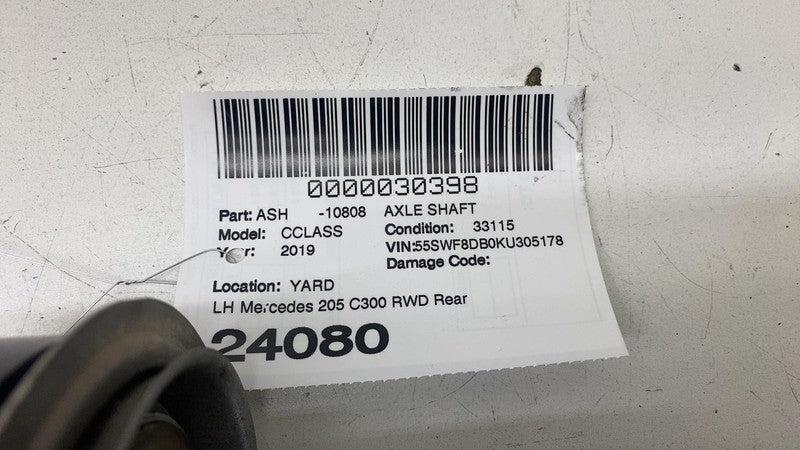 0000030398
Part: ASH -10808 AXLE SHAFT
Model: CCLASS Condition: 33115
Year: 2019 VIN:55SWF8DB0KU305178
Damage Code:
Location: YARD
LH Mercedes 205 C300 RWD Rear
24080